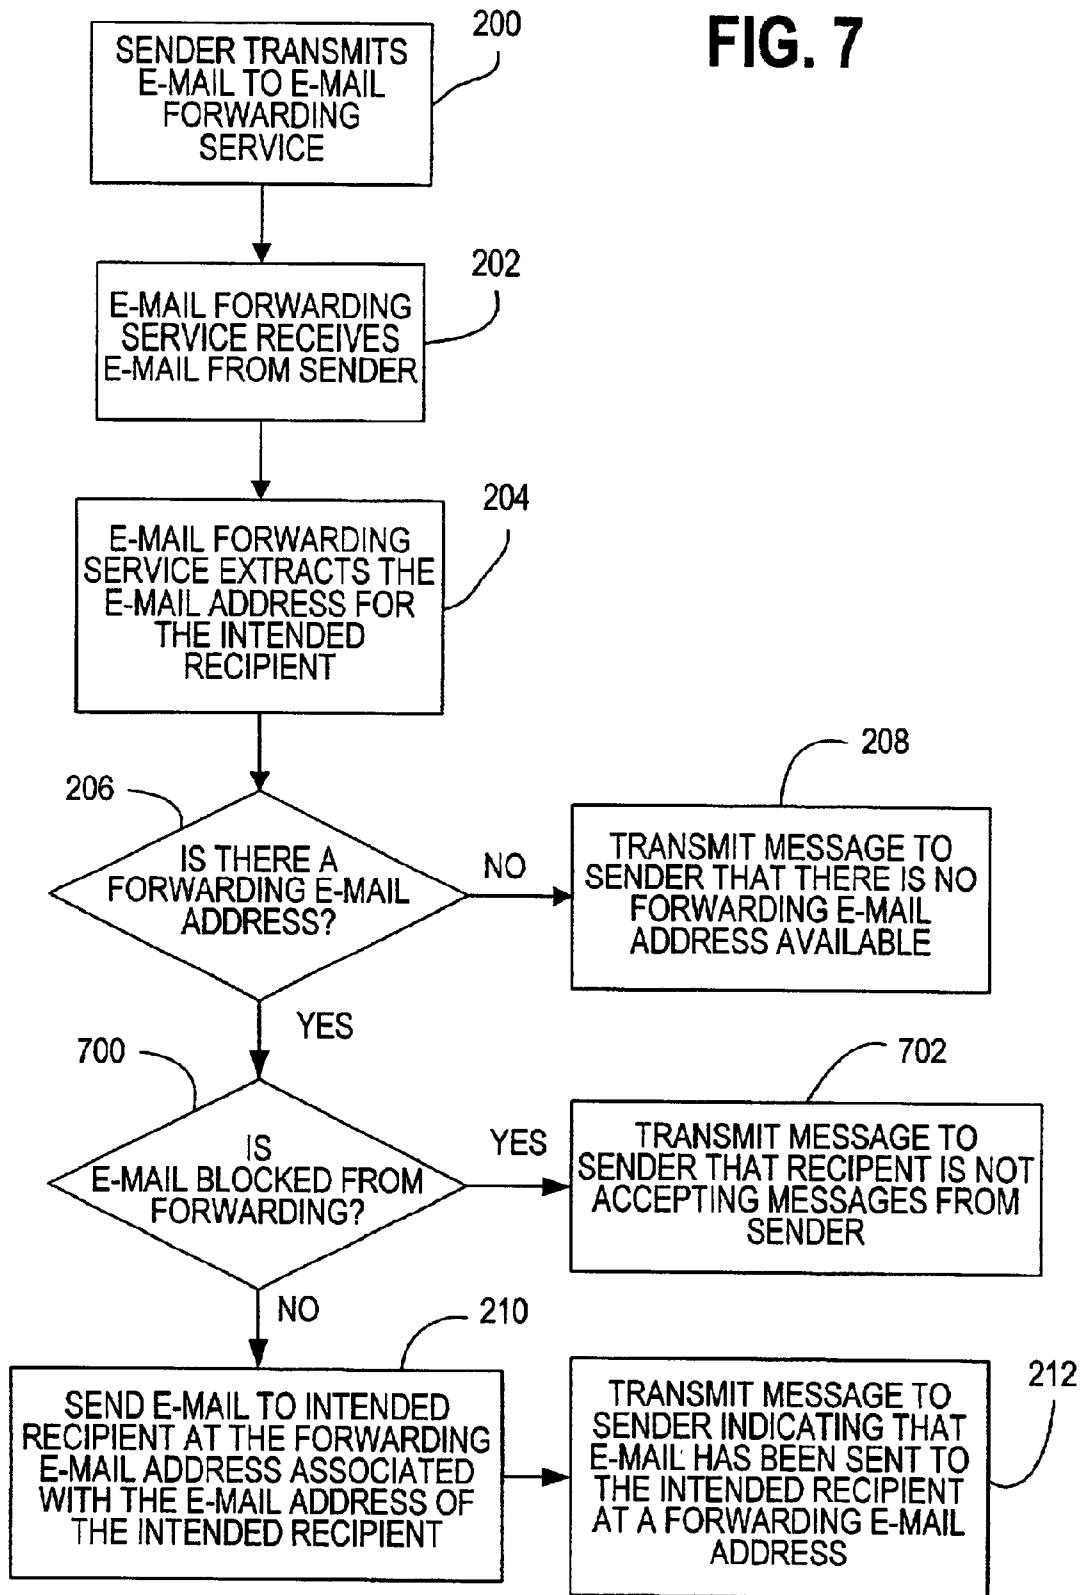 FIG. 7
200
SENDER TRANSMITS
E-MAIL TO E-MAIL
FORWARDING
SERVICE
202
E-MAIL FORWARDING
SERVICE RECEIVES
E-MAIL FROM SENDER
204
E-MAIL FORWARDING
SERVICE EXTRACTS THE
E-MAIL ADDRESS FOR
THE INTENDED
RECIPIENT
206
IS THERE A
FORWARDING E-MAIL
ADDRESS?
NO
208
TRANSMIT MESSAGE TO
SENDER THAT THERE IS NO
FORWARDING E-MAIL
ADDRESS AVAILABLE
YES
700
IS
E-MAIL BLOCKED FROM
FORWARDING?
YES
702
TRANSMIT MESSAGE TO
SENDER THAT RECIPENT IS NOT
ACCEPTING MESSAGES FROM
SENDER
NO
210
SEND E-MAIL TO INTENDED
RECIPIENT AT THE FORWARDING
E-MAIL ADDRESS ASSOCIATED
WITH THE E-MAIL ADDRESS OF
THE INTENDED RECIPIENT
212
TRANSMIT MESSAGE TO
SENDER INDICATING THAT
E-MAIL HAS BEEN SENT TO
THE INTENDED RECIPIENT
AT A FORWARDING E-MAIL
ADDRESS